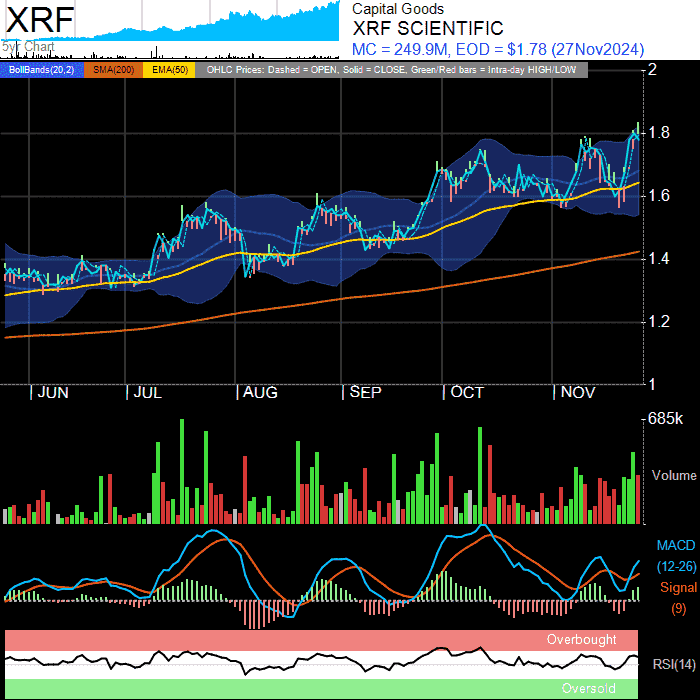 XRF
5yr Chart
Capital Goods
XRF SCIENTIFIC
MC = 249.9M, EOD = $1.78 (27Nov2024)
BollBands(20,2) SMA(200) EMA(50) OHLC Prices: Dashed = OPEN, Solid = CLOSE, Green/Red bars = Intra-day HIGH/LOW
2
1.8
1.6
1.4
1.2
1
JUN JUL AUG SEP OCT NOV
685k
Volume
MACD
(12-26)
Signal
(9)
Overbought
RSI(14)
Oversold